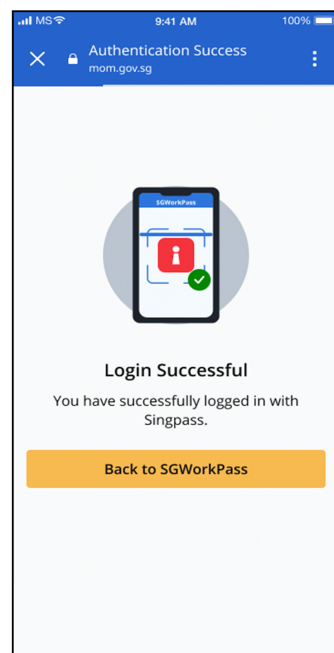 MS 9:41 AM 100%
Authentication Success
mom.gov.sg
SGWorkPass
Login Successful
You have successfully logged in with
Singpass.
Back to SGWorkPass